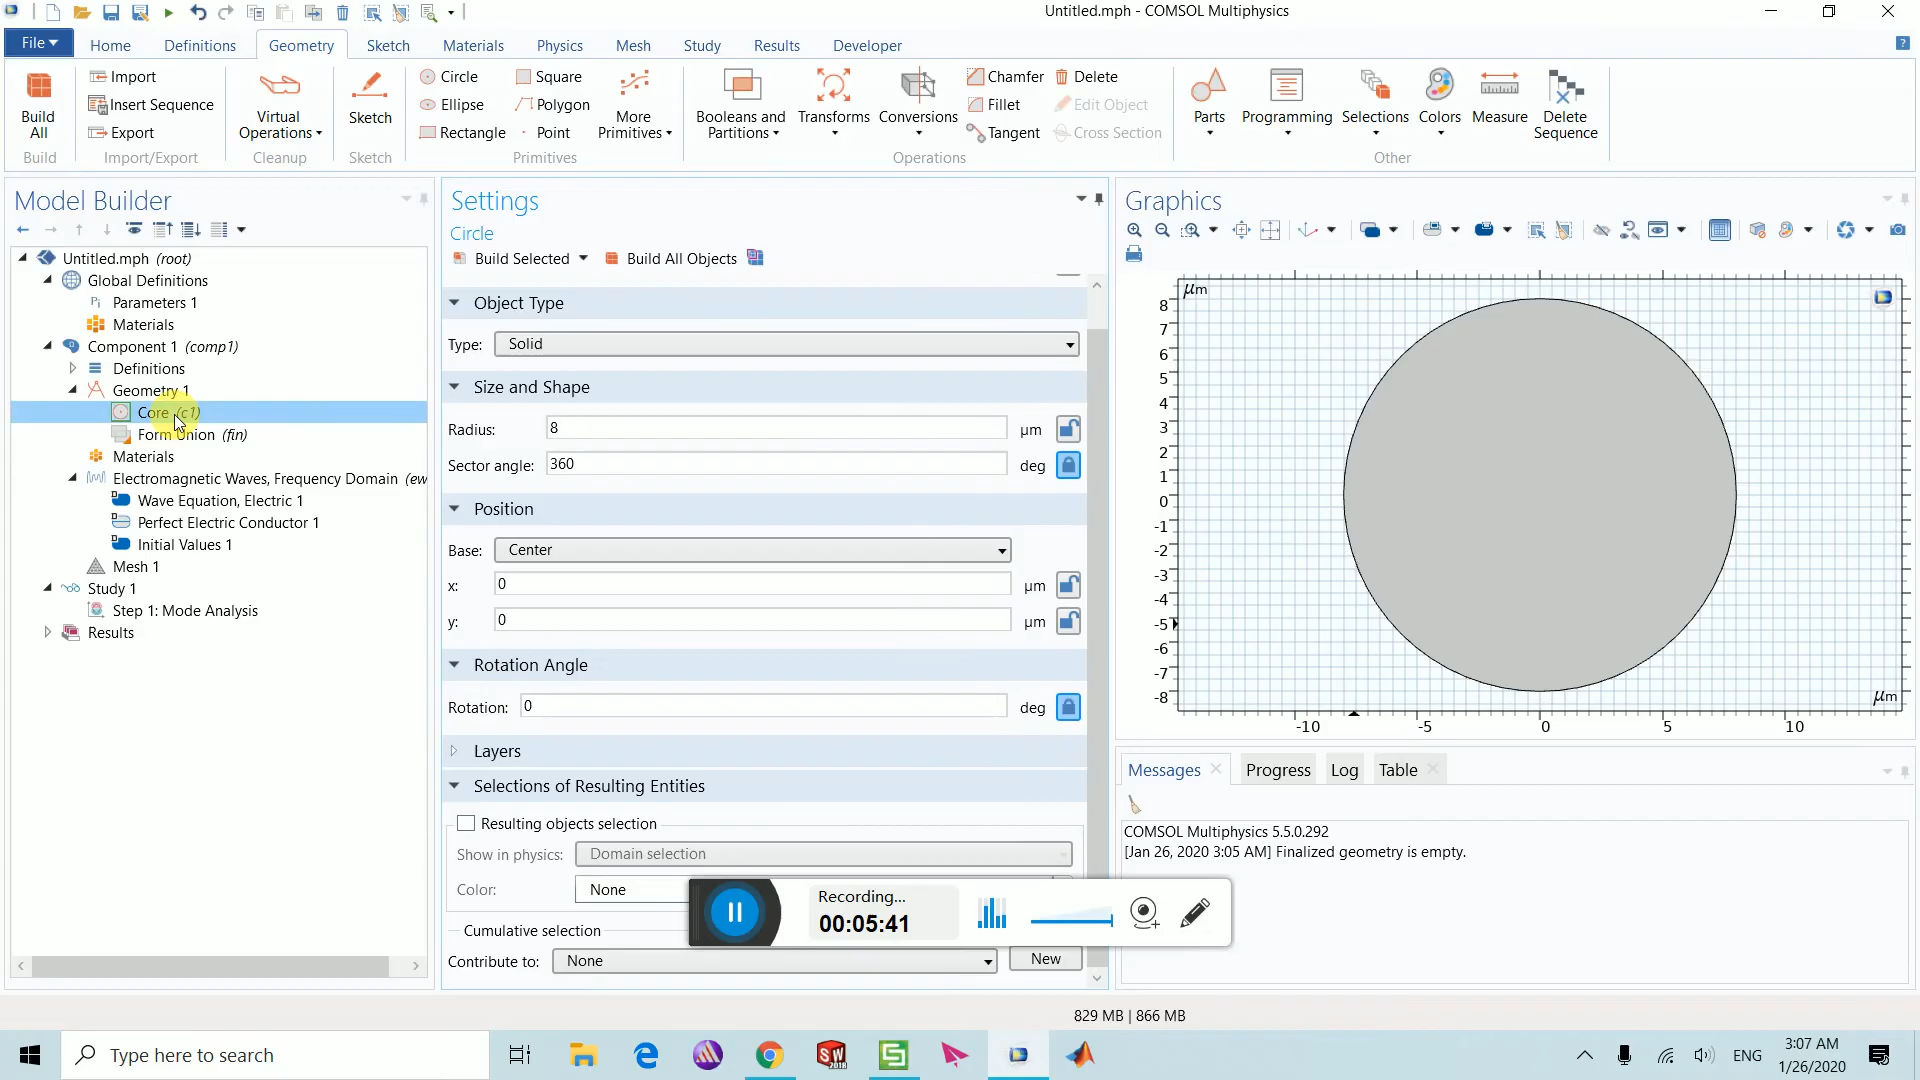 Untitled.mph - COMSOL Multiphysics
File Home Definitions Geometry Sketch Materials Physics Mesh Study Results Developer
Build All
Build
Import
Insert Sequence
Export
Import/Export
Virtual Operations
Cleanup
Sketch
Sketch
Circle
Square
Ellipse
Polygon
Rectangle
Point
More Primitives
Primitives
Booleans and Partitions
Transforms
Conversions
Chamfer
Delete
Fillet
Edit Object
Tangent
Cross Section
Operations
Parts
Programming
Selections
Colors
Measure
Delete Sequence
Other
Model Builder
Untitled.mph (root)
Global Definitions
Pi Parameters 1
Materials
Component 1 (comp1)
Definitions
Geometry 1
Core (c1)
Form Union (fin)
Materials
Electromagnetic Waves, Frequency Domain (ew
Wave Equation, Electric 1
Perfect Electric Conductor 1
Initial Values 1
Mesh 1
Study 1
Step 1: Mode Analysis
Results
Settings
Circle
Build Selected
Build All Objects
Object Type
Type: Solid
Size and Shape
Radius: 8 μm
Sector angle: 360 deg
Position
Base: Center
x: 0 μm
y: 0 μm
Rotation Angle
Rotation: 0 deg
Layers
Selections of Resulting Entities
Resulting objects selection
Show in physics: Domain selection
Color: None
Cumulative selection
Contribute to: None New
Graphics
μm
8
7
6
5
4
3
2
1
0
-1
-2
-3
-4
-5
-6
-7
-8
μm
-10 -5 0 5 10
Messages Progress Log Table
COMSOL Multiphysics 5.5.0.292
[Jan 26, 2020 3:05 AM] Finalized geometry is empty.
Recording...
00:05:41
829 MB | 866 MB
Type here to search
SW
2018
ENG
3:07 AM
1/26/2020